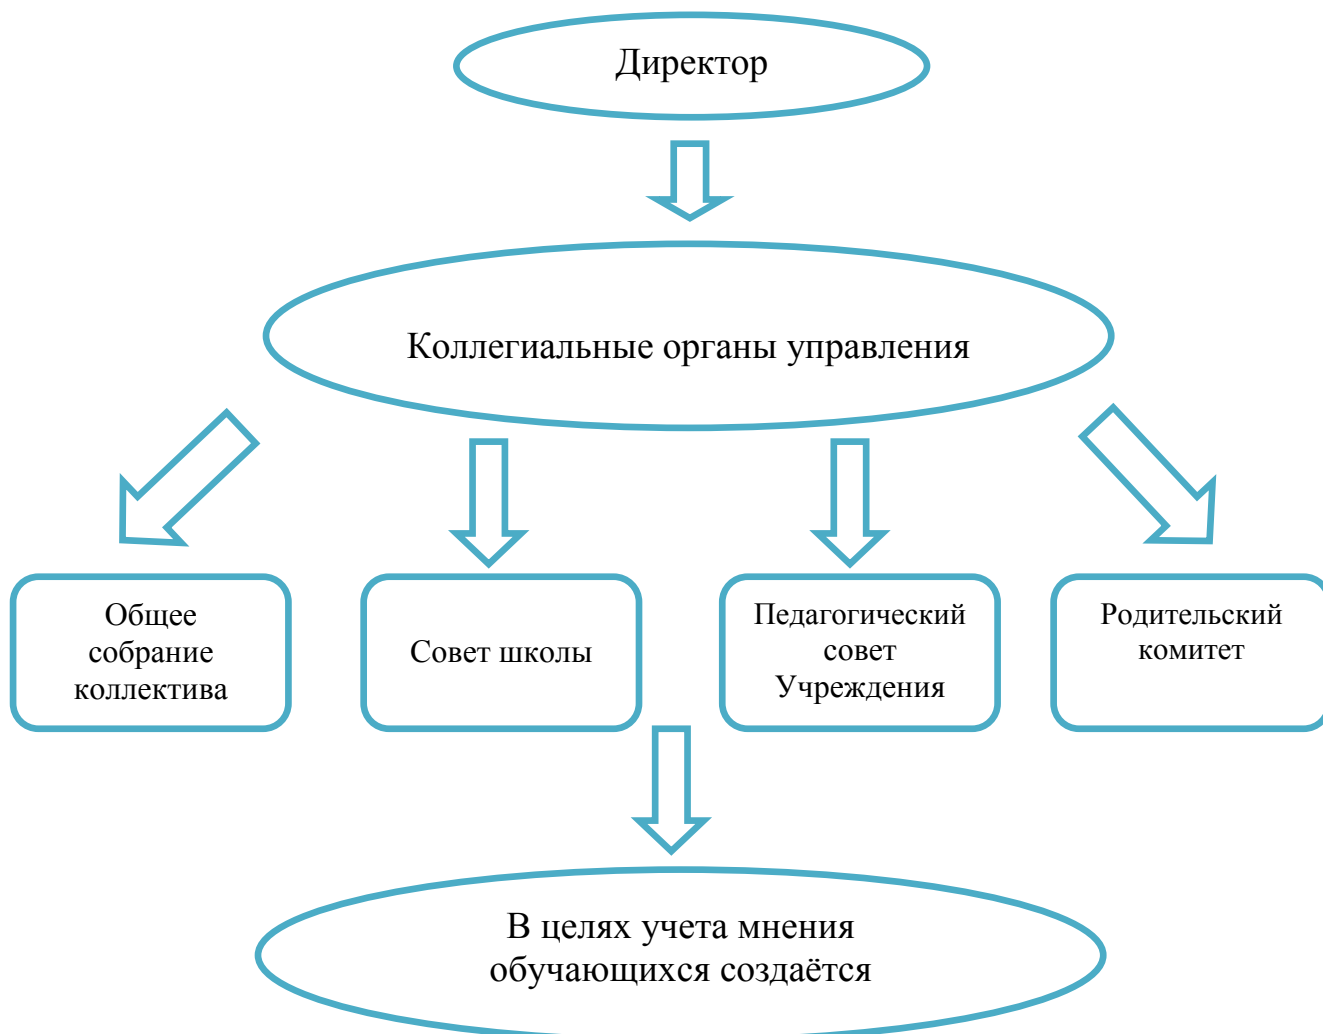 Директор
Коллегиальные органы управления
Общее
собрание
коллектива
Совет школы
Педагогический
совет
Учреждения
Родительский
комитет
В целях учета мнения
обучающихся создаётся